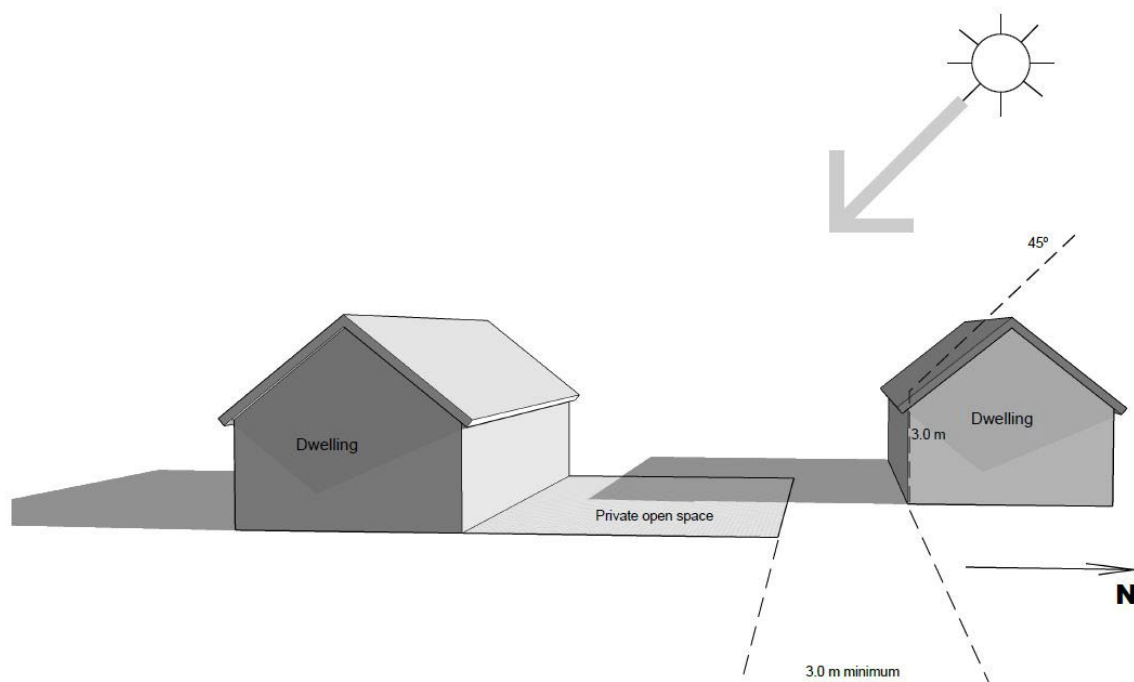 45º
Dwelling
3.0 m
Dwelling
Private open space
N
3.0 m minimum